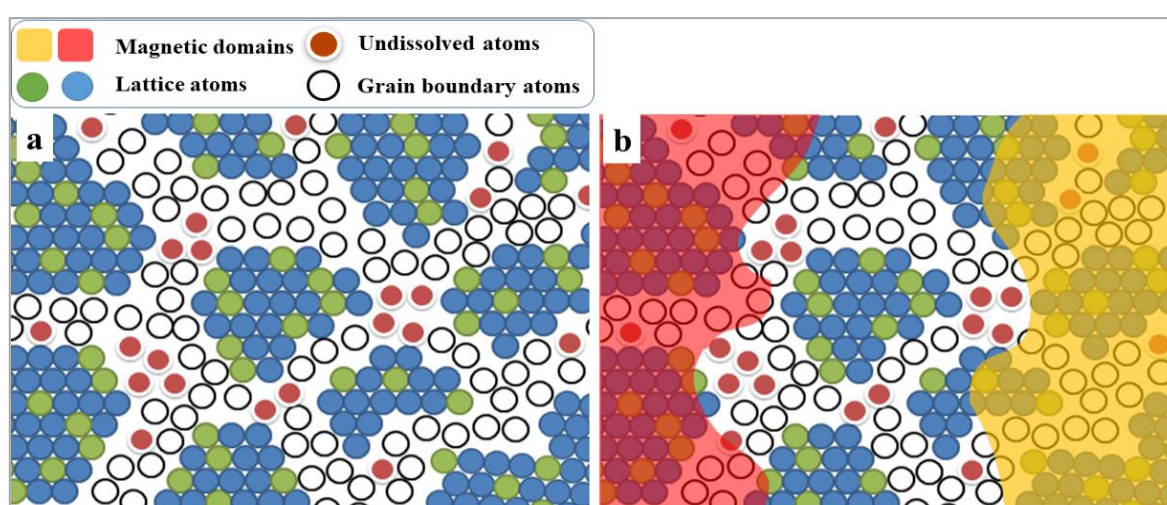 Magnetic domains
Undissolved atoms
Lattice atoms
Grain boundary atoms
a
b